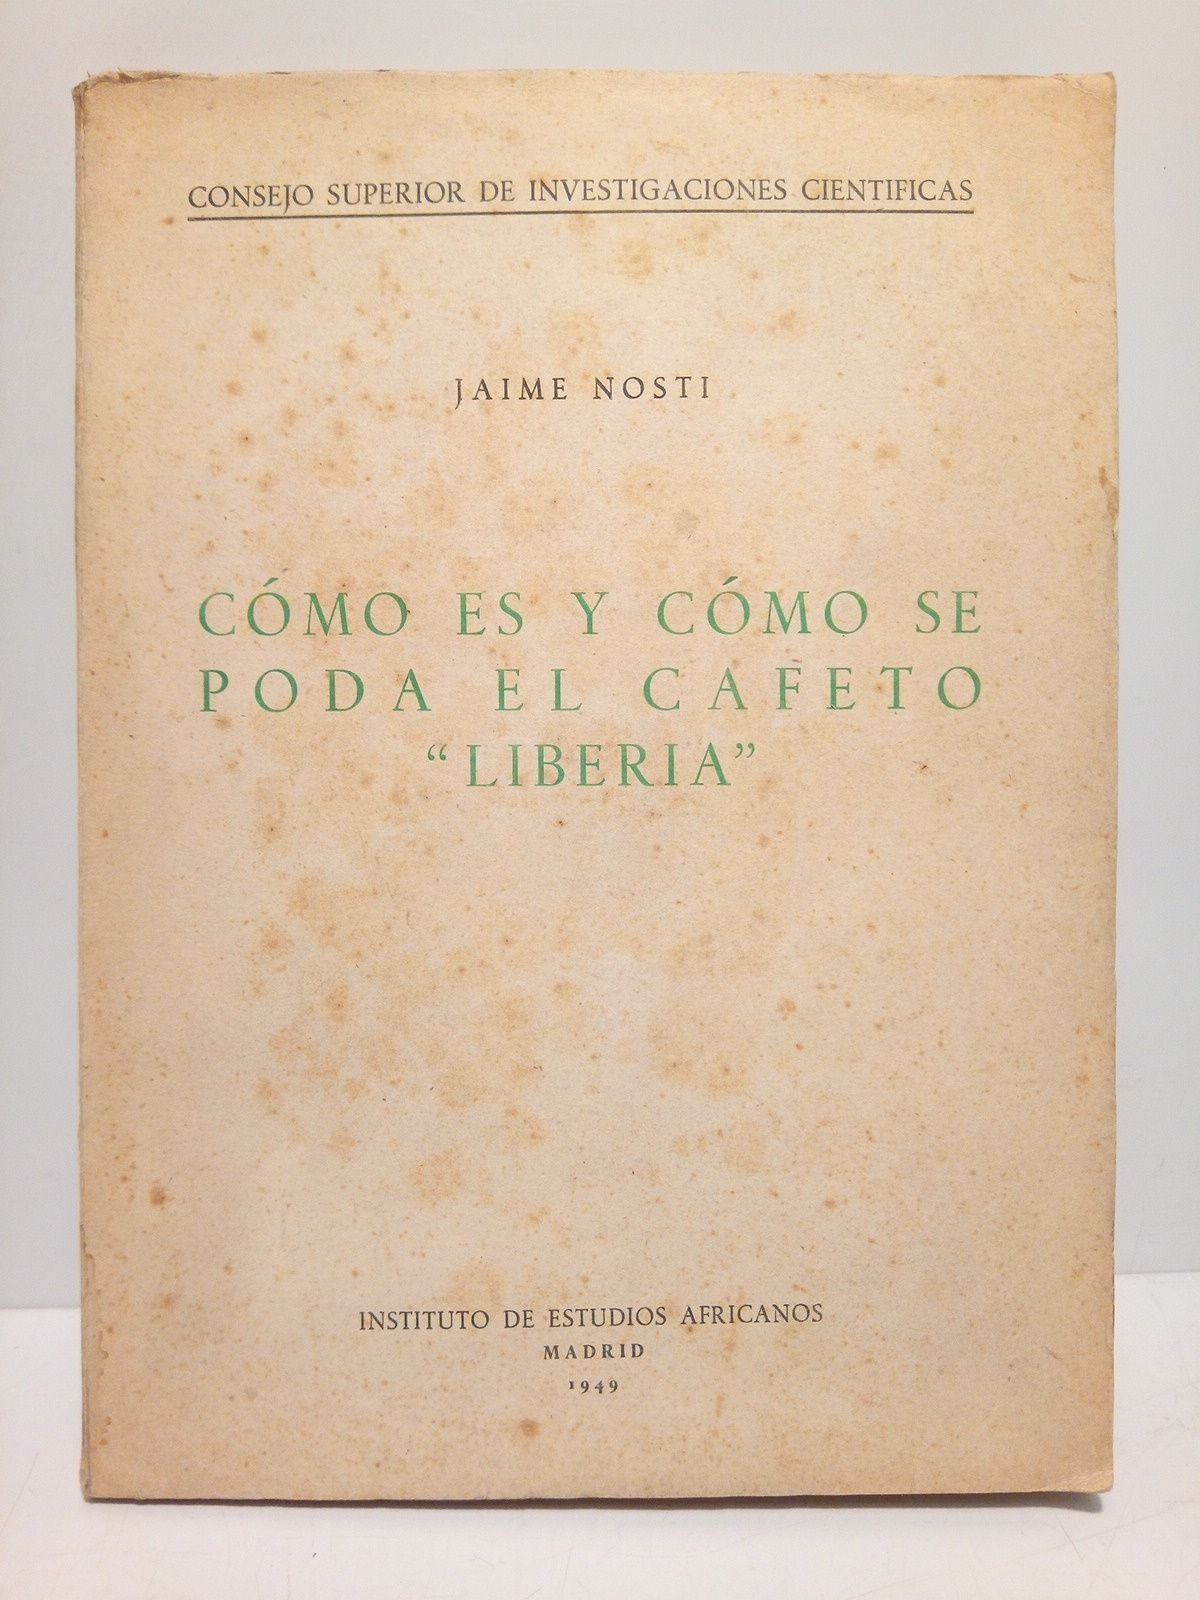 CONSEJO SUPERIOR DE INVESTIGACIONES CIENTIFICAS
JAIME NOSTI
CÓMO ES Y CÓMO SE
PODA EL CAFETO
“LIBERIA”
INSTITUTO DE ESTUDIOS AFRICANOS
MADRID
1949